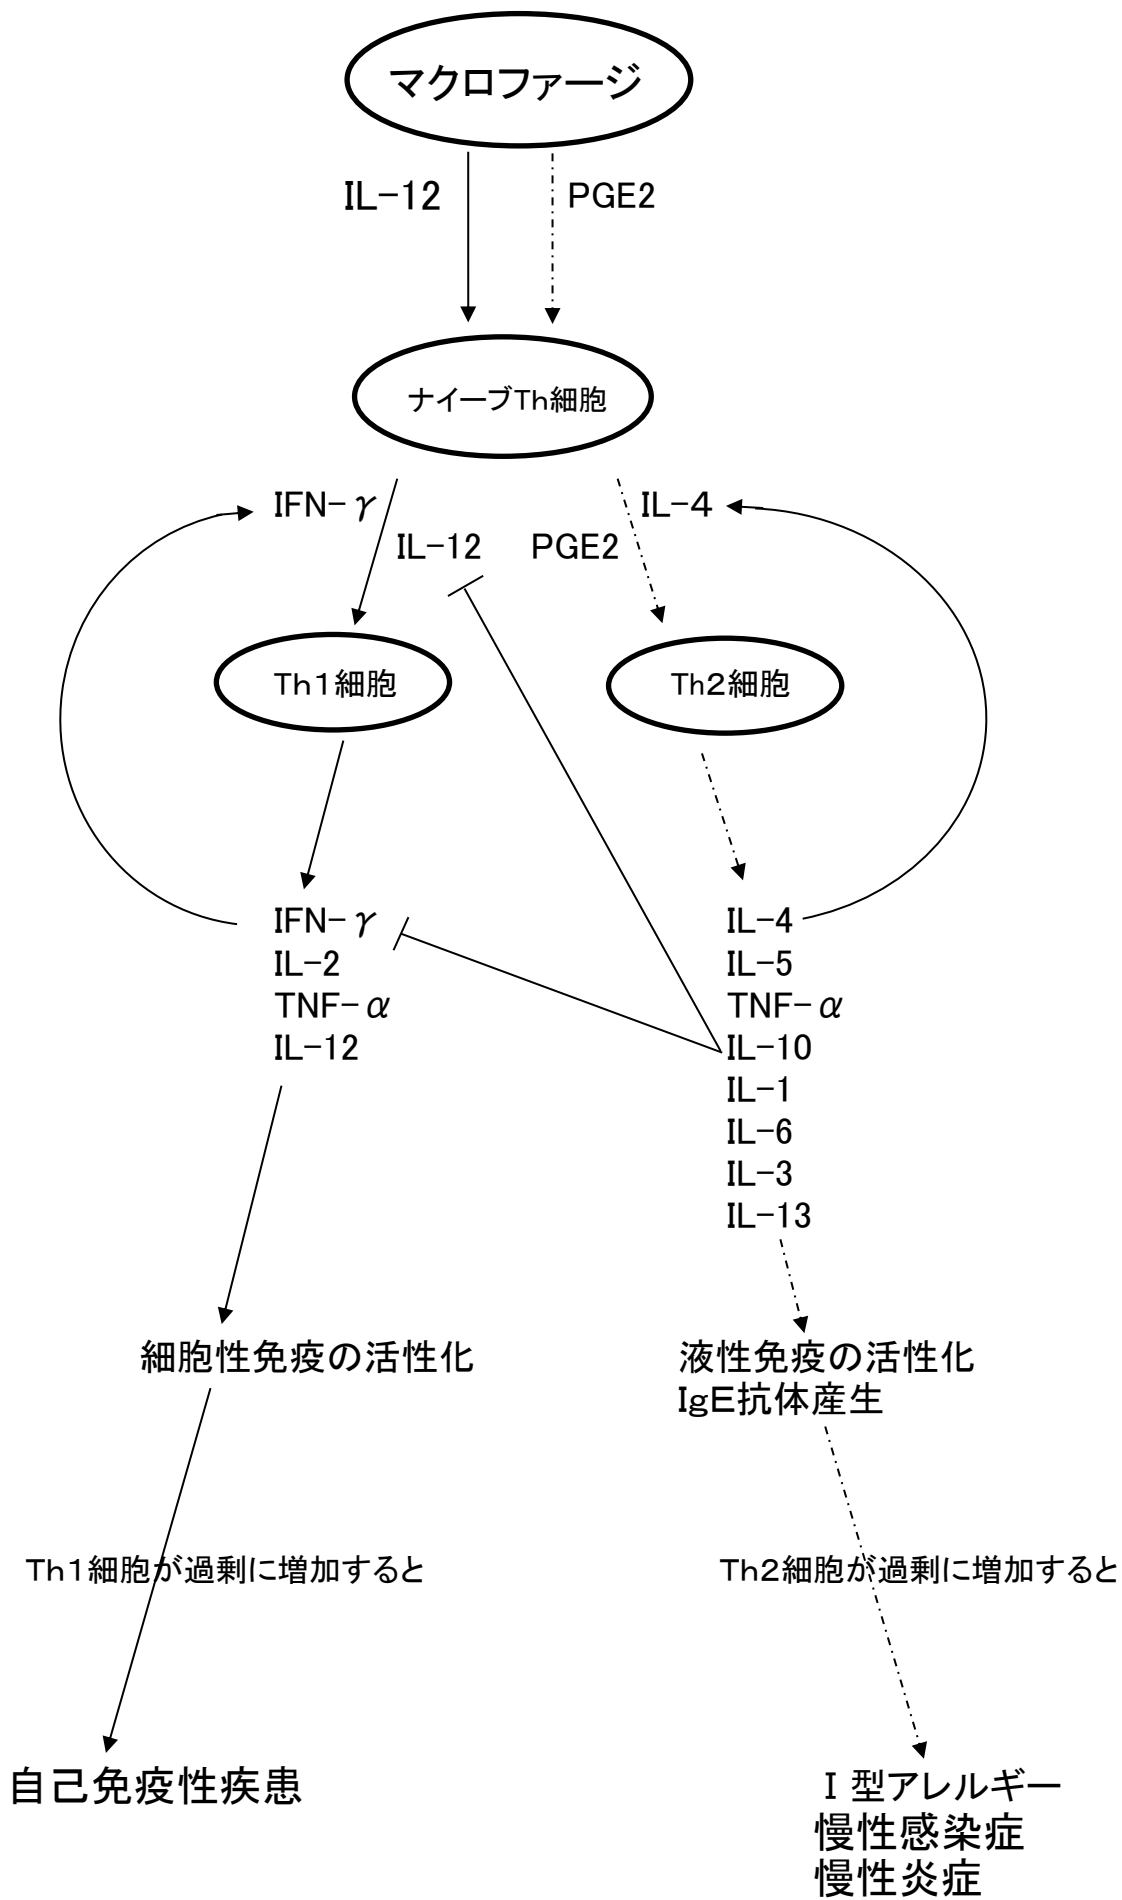 マクロファージ
IL-12
PGE2
ナイーブTh細胞
IFN-γ
IL-4
IL-12
PGE2
Th1細胞
Th2細胞
IFN-γ
IL-2
TNF-α
IL-12
IL-4
IL-5
TNF-α
IL-10
IL-1
IL-6
IL-3
IL-13
細胞性免疫の活性化
液性免疫の活性化
IgE抗体産生
Th1細胞が過剰に増加すると
Th2細胞が過剰に増加すると
自己免疫性疾患
Ⅰ型アレルギー
慢性感染症
慢性炎症